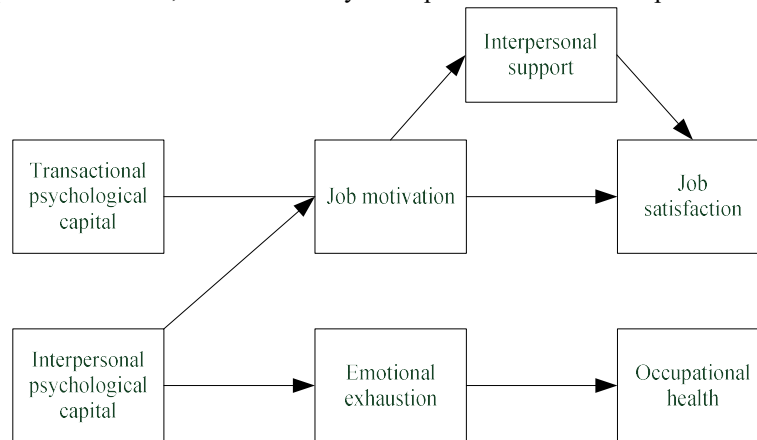 Interpersonal
support
Transactional
psychological
capital
Job motivation
Job
satisfaction
Interpersonal
psychological
capital
Emotional
exhaustion
Occupational
health